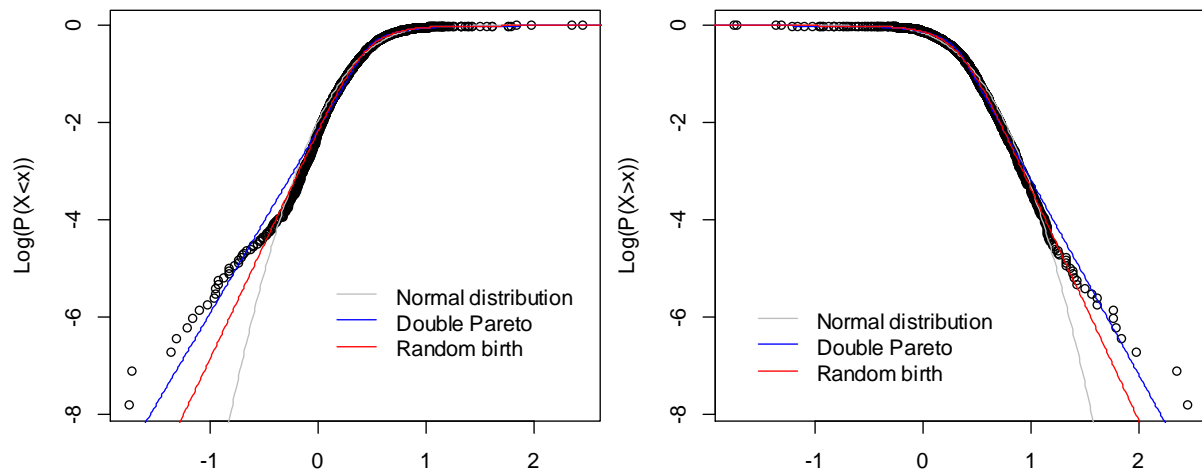 0
-2
-4
-6
-8
Log(P(X<x))
Normal distribution
Double Pareto
Random birth
-1
0
1
2
0
-2
-4
-6
-8
Log(P(X>x))
Normal distribution
Double Pareto
Random birth
-1
0
1
2